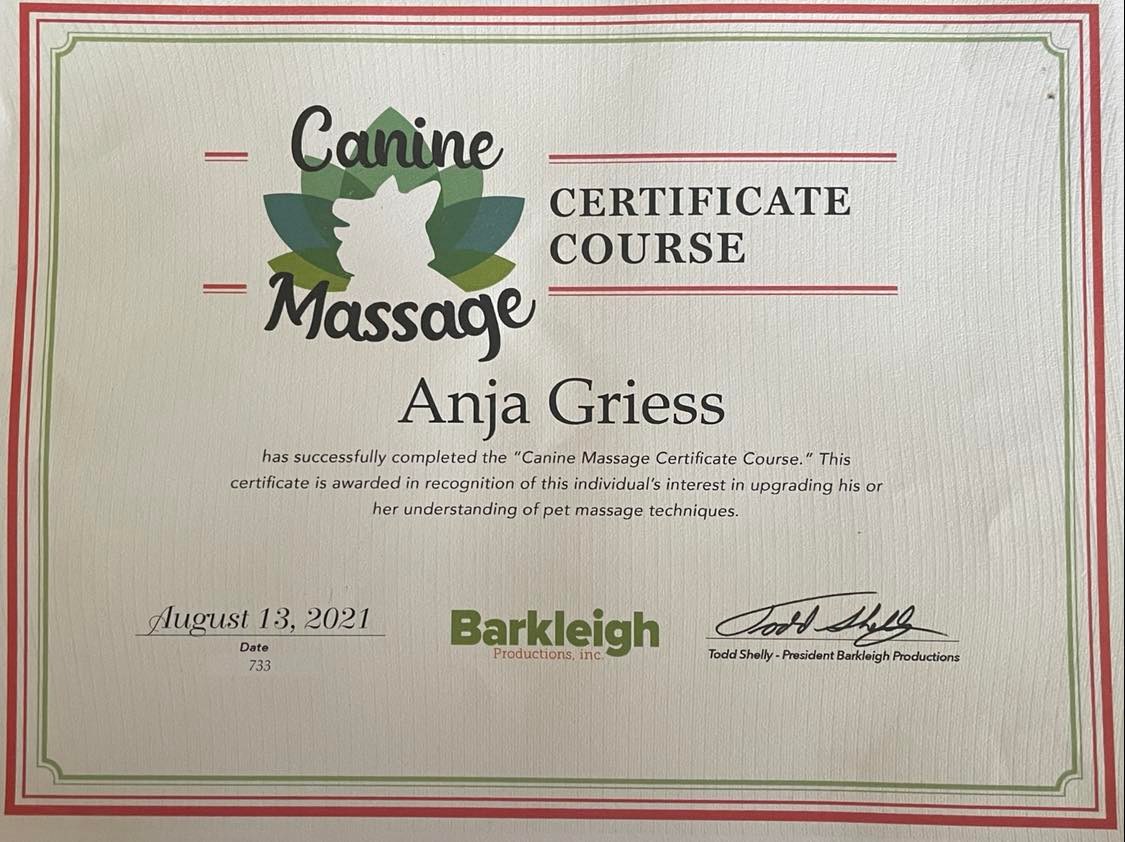 Canine
Massage
CERTIFICATE
COURSE
Anja Griess
has successfully completed the "Canine Massage Certificate Course." This
certificate is awarded in recognition of this individual's interest in upgrading his or
her understanding of pet massage techniques.
August 13, 2021
Date
733
Barkleigh
Productions, inc.
Todd Shelly
Todd Shelly - President Barkleigh Productions